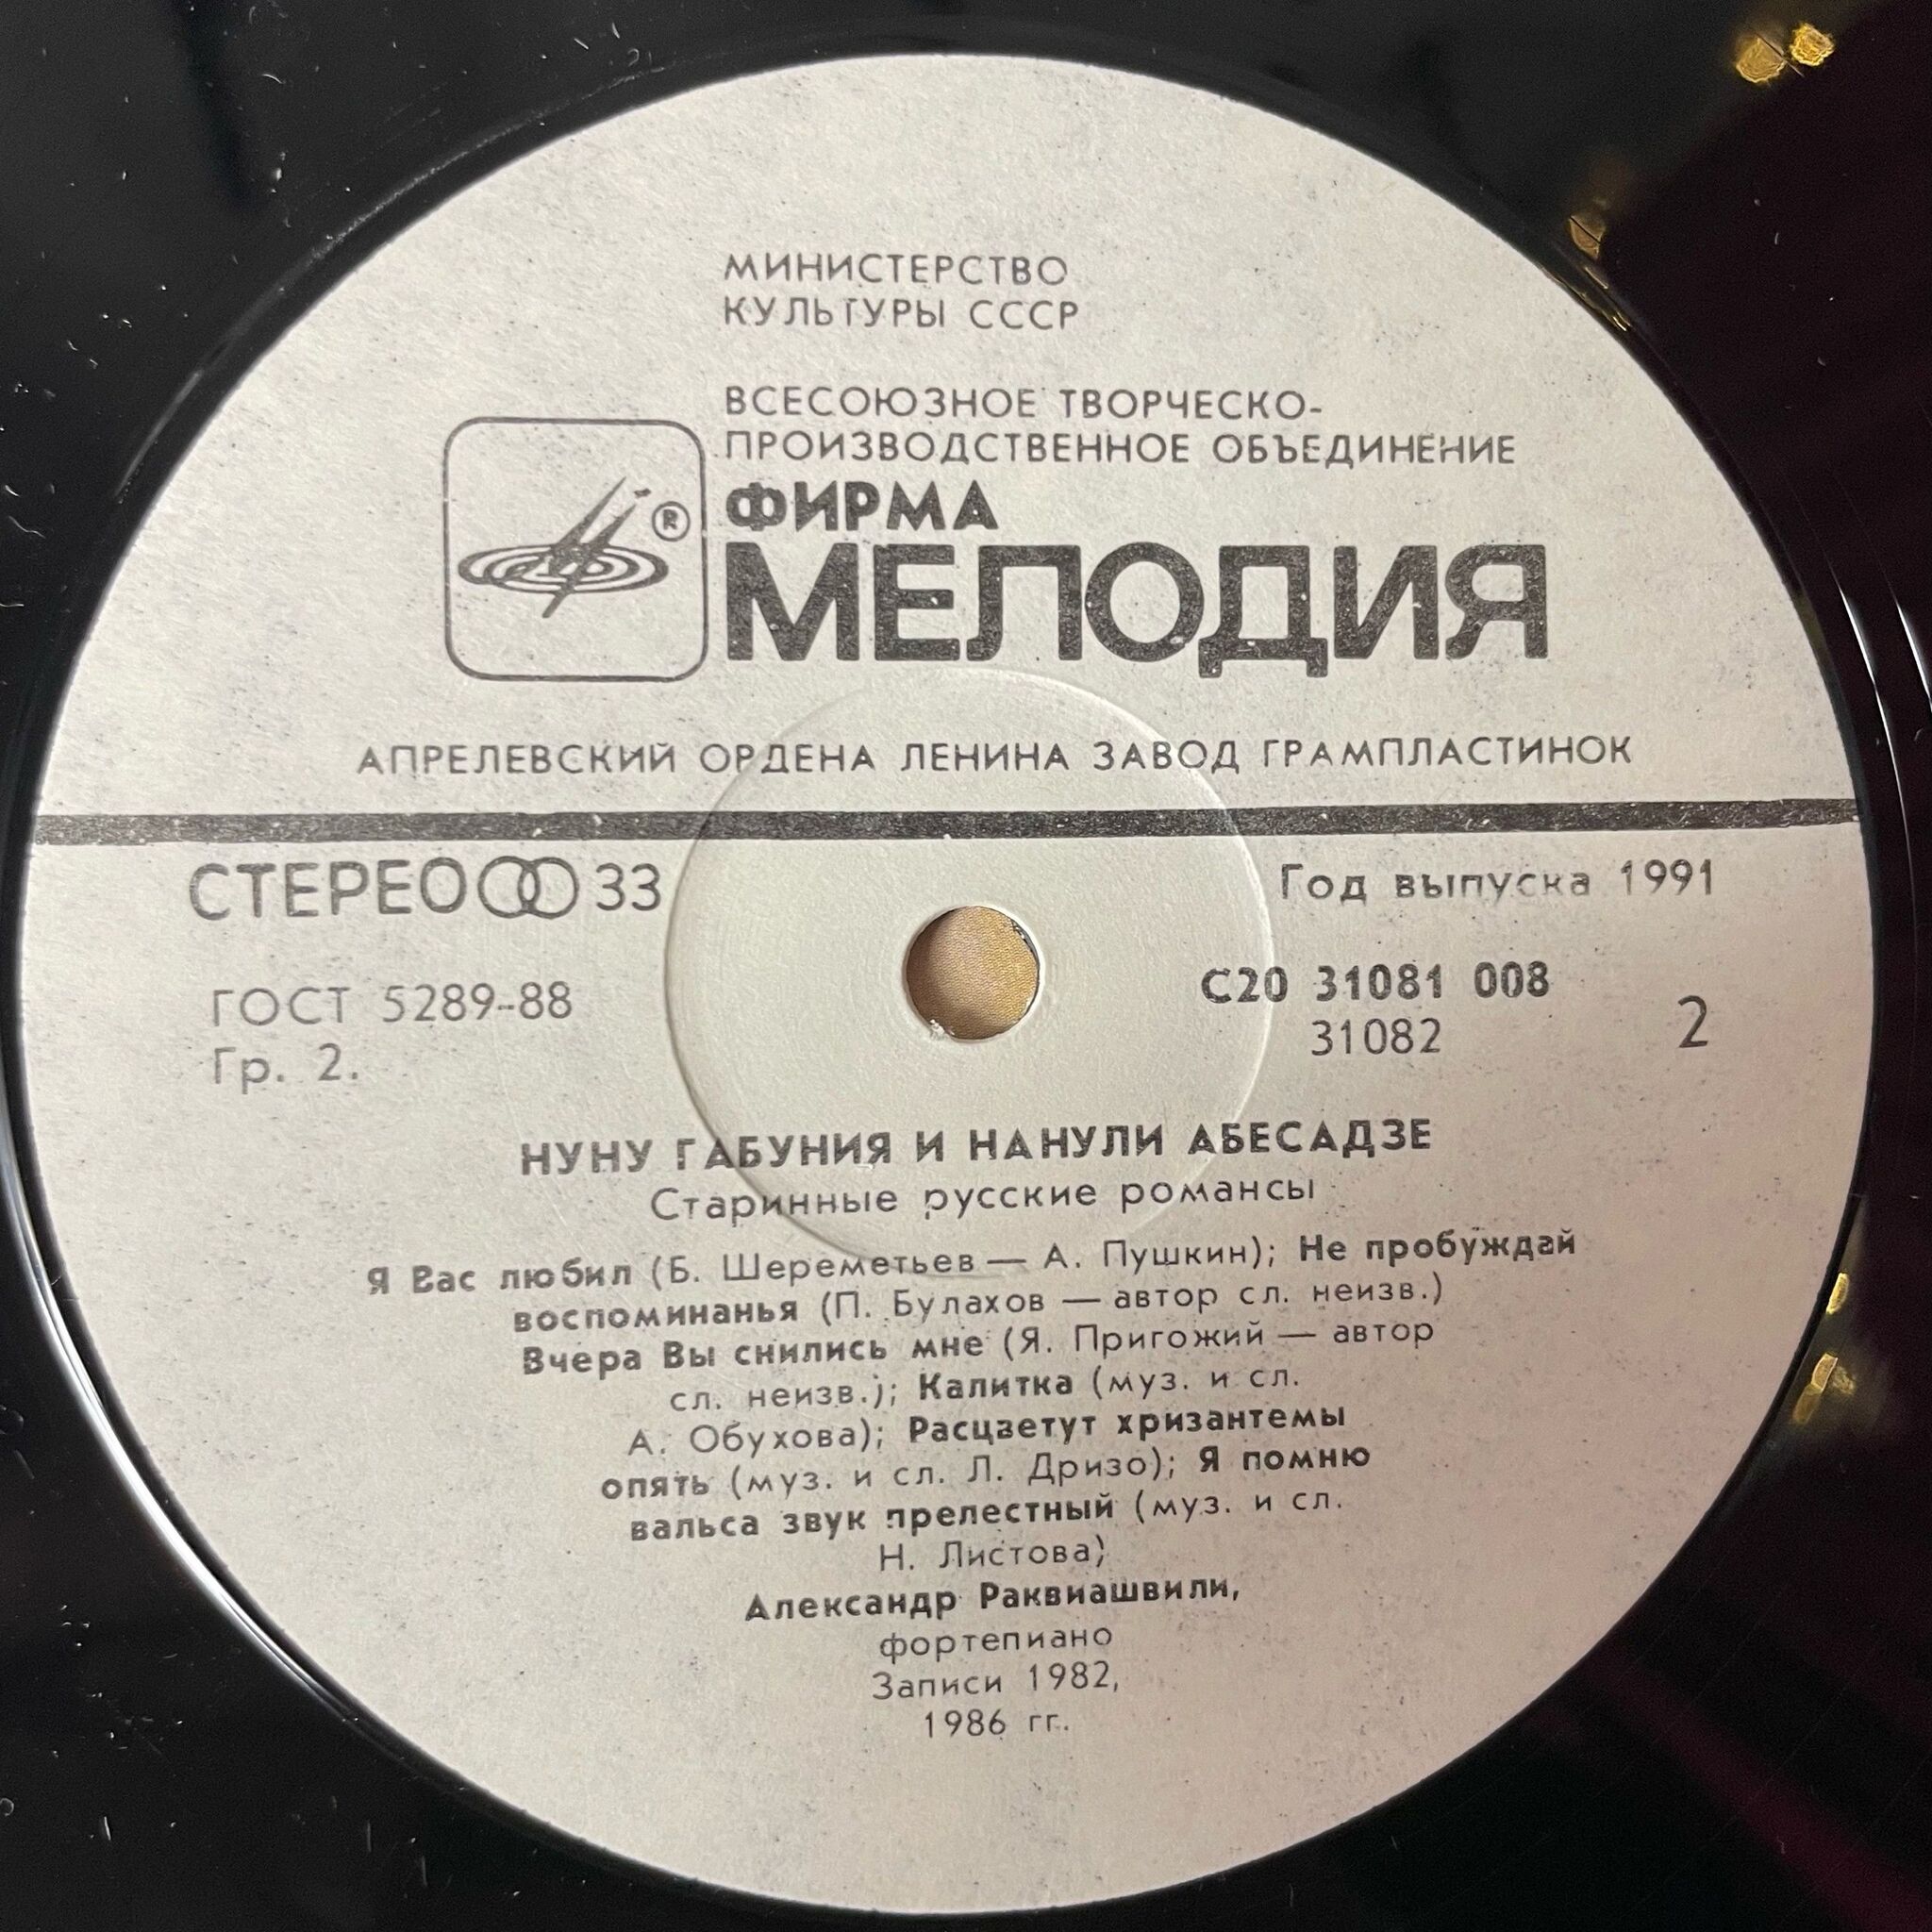 МИНИСТЕРСТВО
КУЛЬТУРЫ СССР
ВСЕСОЮЗНОЕ ТВОРЧЕСКО-
ПРОИЗВОДСТВЕННОЕ ОБЪЕДИНЕНИЕ
ФИРМА
®
МЕЛОДИЯ
АПРЕЛЕВСКИЙ ОРДЕНА ЛЕНИНА ЗАВОД ГРАМПЛАСТИНОК
СТЕРЕО 33
Год выпуска 1991
ГОСТ 5289-88
С20 31081 008
Гр. 2.
31082
2
НУНУ ГАБУНИЯ И НАНУЛИ АБЕСАДЗЕ
Старинные русские романсы
Я Вас любил (Б. Шереметьев — А. Пушкин); Не пробуждай
воспоминанья (П. Булахов — автор сл. неизв.)
Вчера Вы снились мне (Я. Пригожий — автор
сл. неизв.); Калитка (муз. и сл.
А. Обухова); Расцветут хризантемы
опять (муз. и сл. Л. Дризо); Я помню
вальса звук прелестный (муз. и сл.
Н. Листова)
Александр Раквиашвили,
фортепиано
Записи 1982,
1986 гг.